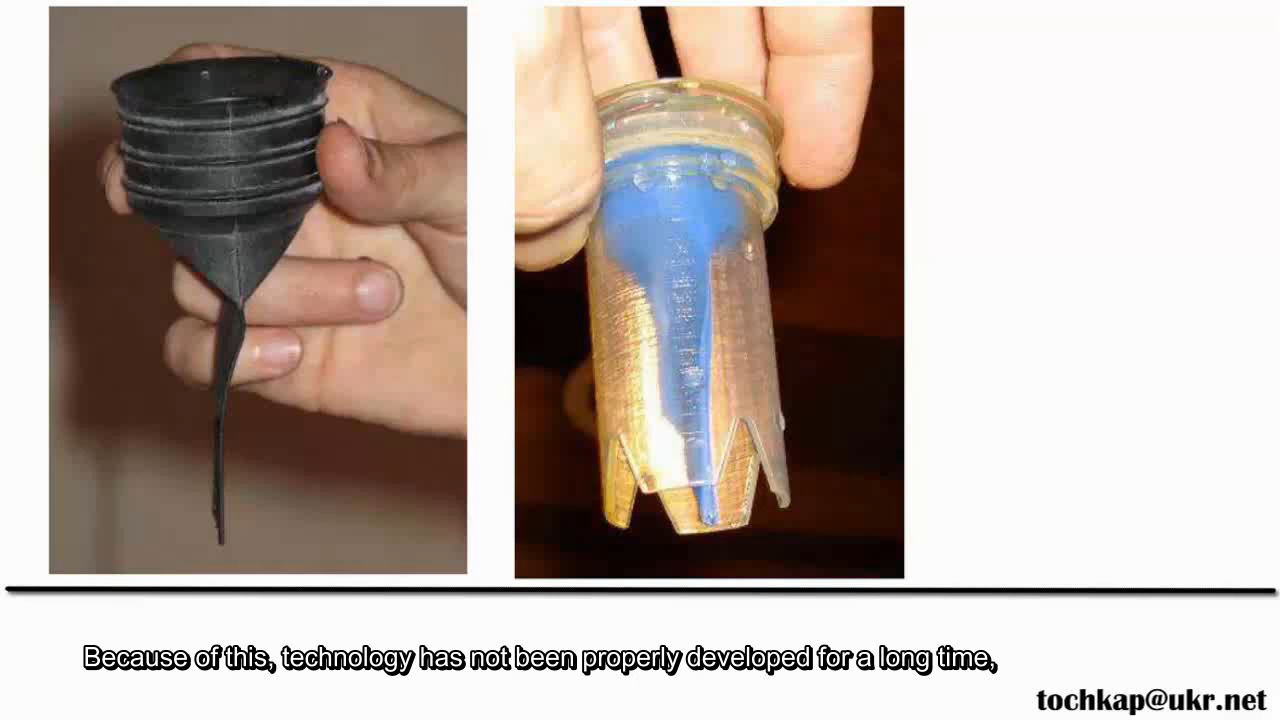 Because of this, technology has not been properly developed for a long time,
tochkap@ukr.net